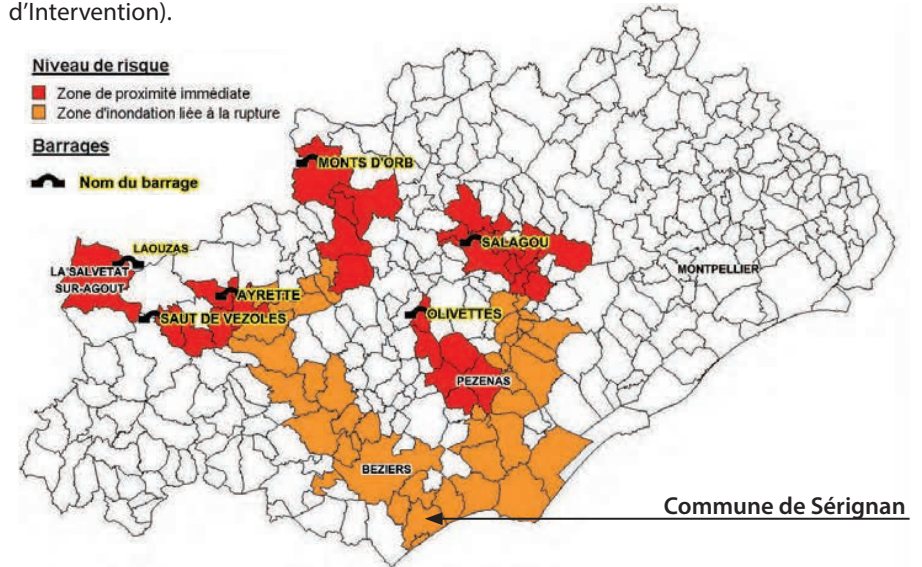 d'Intervention).
Niveau de risque
Zone de proximité immédiate
Zone d'inondation liée à la rupture
Barrages
Nom du barrage
MONTS D'ORB
LAOUZAS
LA SALVETAT
SUR-AGOUT
AYRETTE
SAUT DE VEZOLES
SALAGOU
MONTPELLIER
OLIVETTES
PEZENAS
BEZIERS
Commune de Sérignan